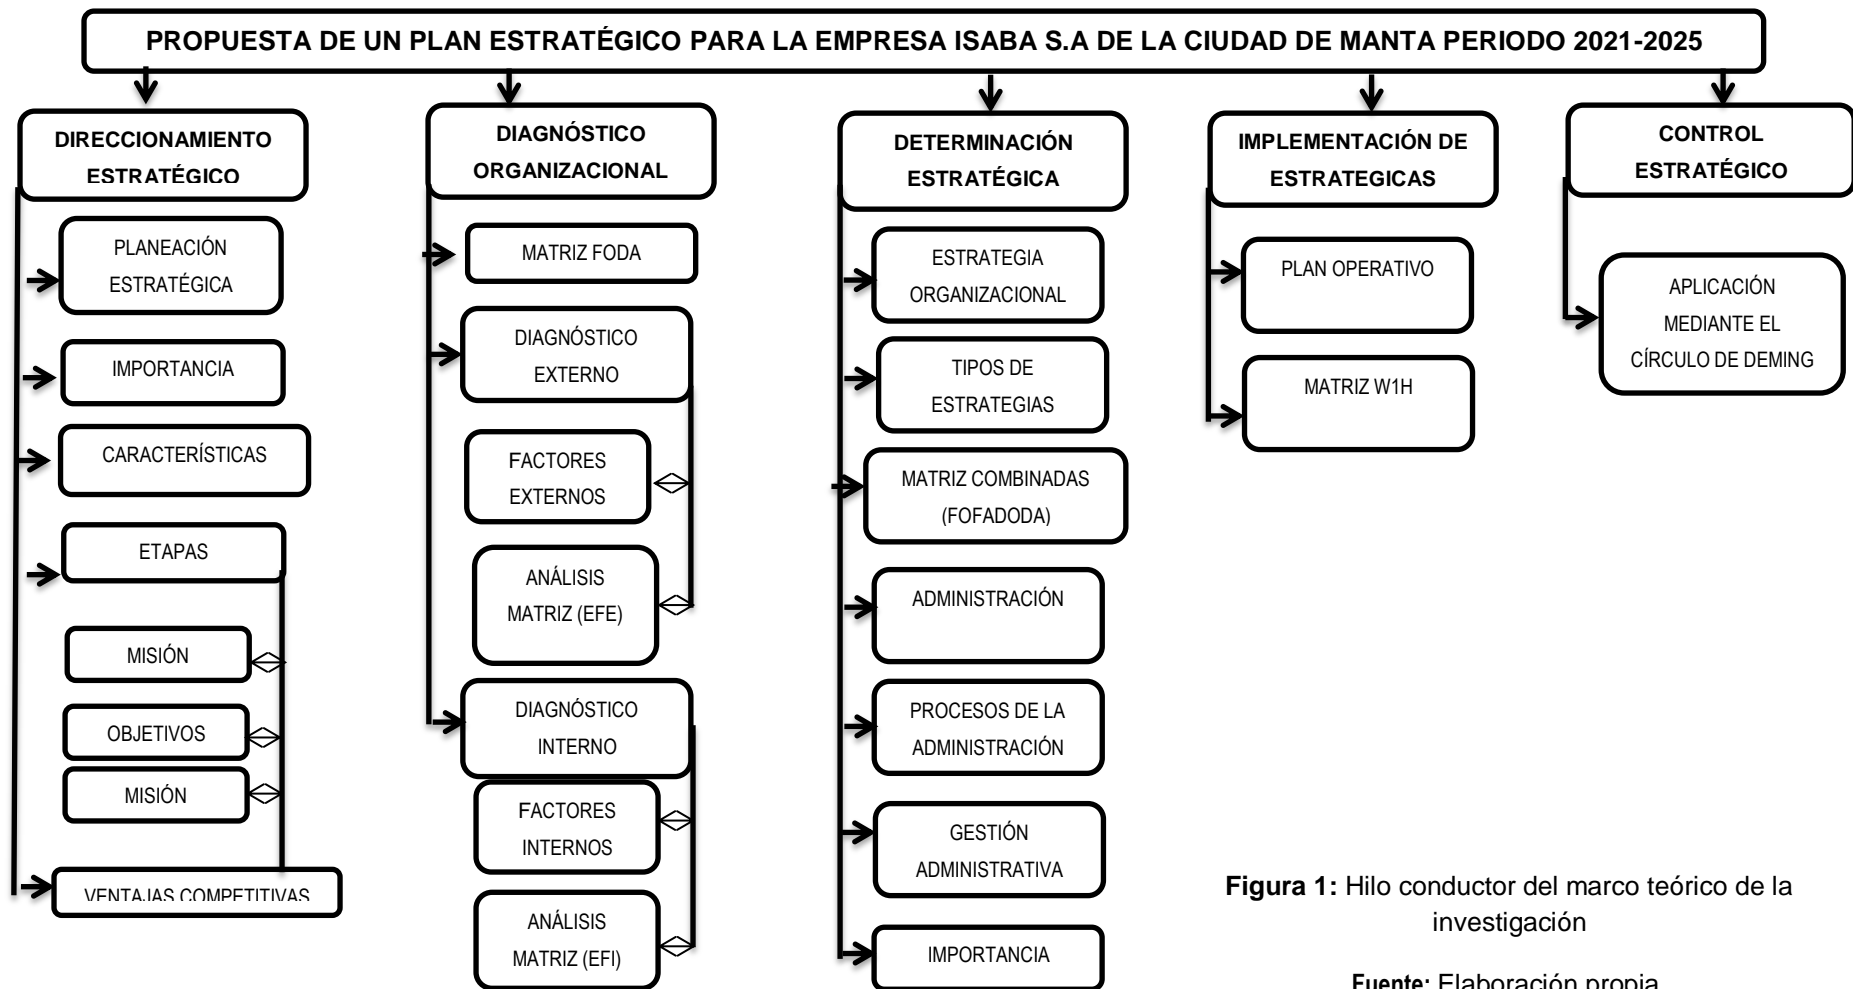 PROPUESTA DE UN PLAN ESTRATÉGICO PARA LA EMPRESA ISABA S.A DE LA CIUDAD DE MANTA PERIODO 2021-2025
DIRECCIONAMIENTO
ESTRATÉGICO
PLANEACIÓN
ESTRATÉGICA
IMPORTANCIA
CARACTERÍSTICAS
ETAPAS
MISIÓN
OBJETIVOS
MISIÓN
VENTAJAS COMPETITIVAS
DIAGNÓSTICO
ORGANIZACIONAL
MATRIZ FODA
DIAGNÓSTICO
EXTERNO
FACTORES
EXTERNOS
ANÁLISIS
MATRIZ (EFE)
DIAGNÓSTICO
INTERNO
FACTORES
INTERNOS
ANÁLISIS
MATRIZ (EFI)
DETERMINACIÓN
ESTRATÉGICA
ESTRATEGIA
ORGANIZACIONAL
TIPOS DE
ESTRATEGIAS
MATRIZ COMBINADAS
(FOFADODA)
ADMINISTRACIÓN
PROCESOS DE LA
ADMINISTRACIÓN
GESTIÓN
ADMINISTRATIVA
IMPORTANCIA
IMPLEMENTACIÓN DE
ESTRATEGICAS
PLAN OPERATIVO
MATRIZ W1H
CONTROL
ESTRATÉGICO
APLICACIÓN
MEDIANTE EL
CÍRCULO DE DEMING
Figura 1: Hilo conductor del marco teórico de la
investigación
Fuente: Elaboración propia